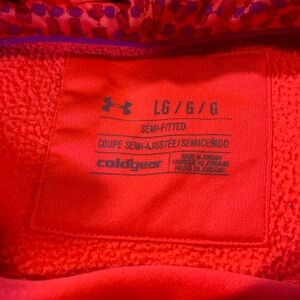 LG / G / G
SEMI-FITTED
COUPE SEMI-AJUSTÉE/SEMICEÑIDO
coldgear
MADE IN JORDAN
FABRIQUÉ EN JORDANIE
HECHO EN JORDANIA